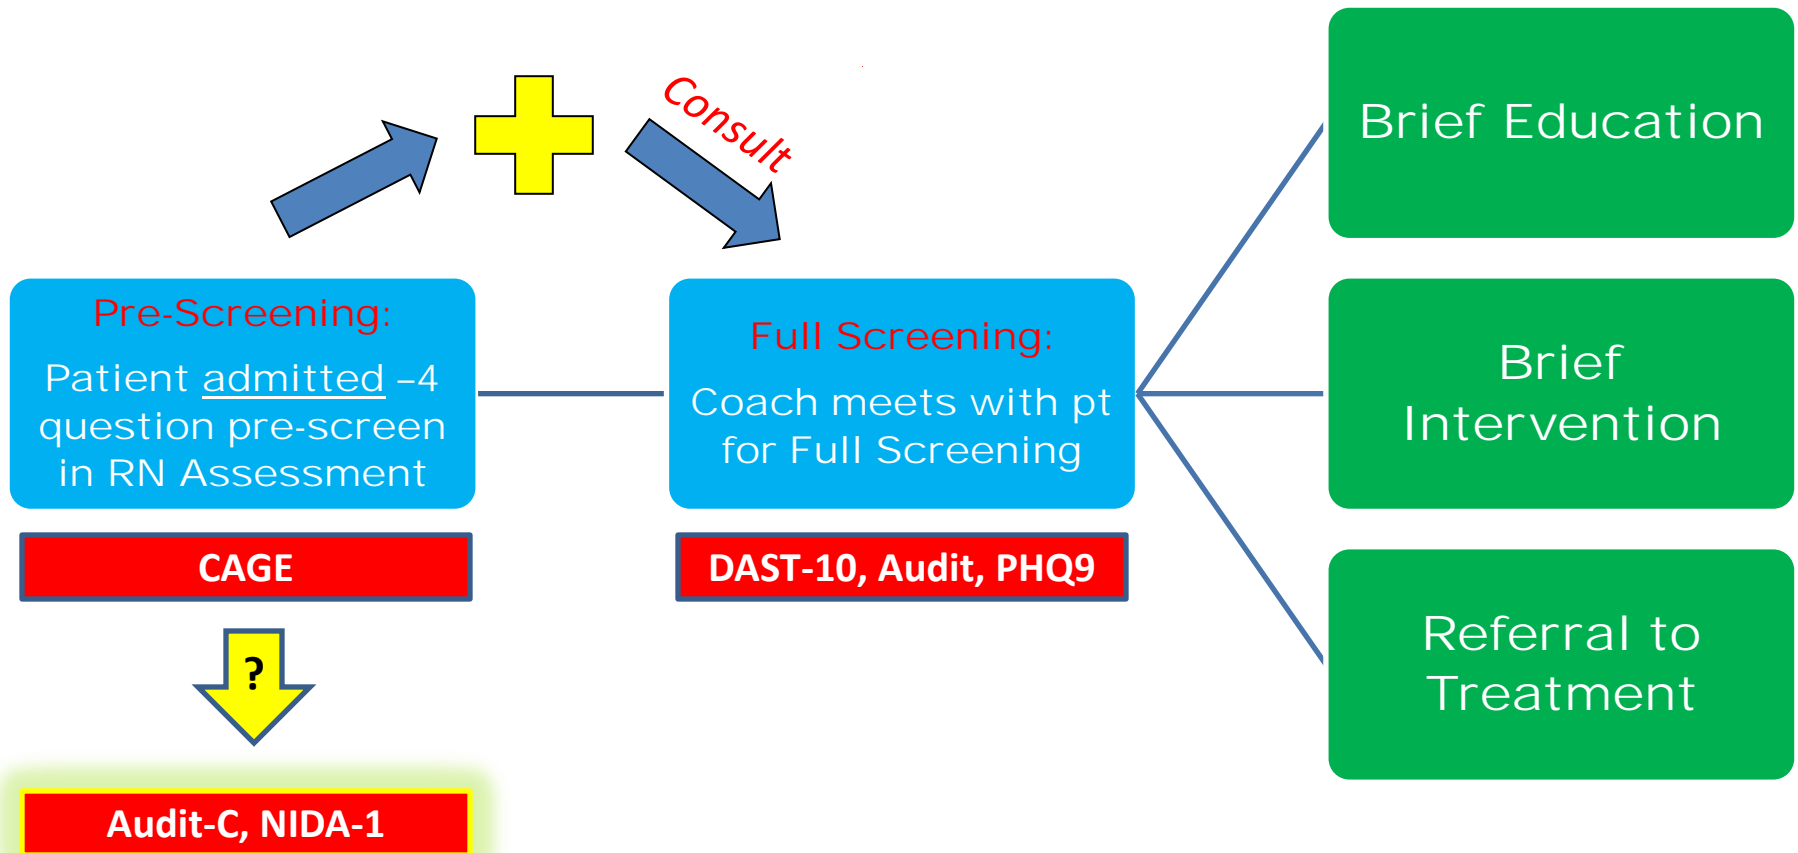 Consult
Pre-Screening:
Patient admitted –4
question pre-screen
in RN Assessment
CAGE
?
Audit-C, NIDA-1
Full Screening:
Coach meets with pt
for Full Screening
DAST-10, Audit, PHQ9
Brief Education
Brief
Intervention
Referral to
Treatment